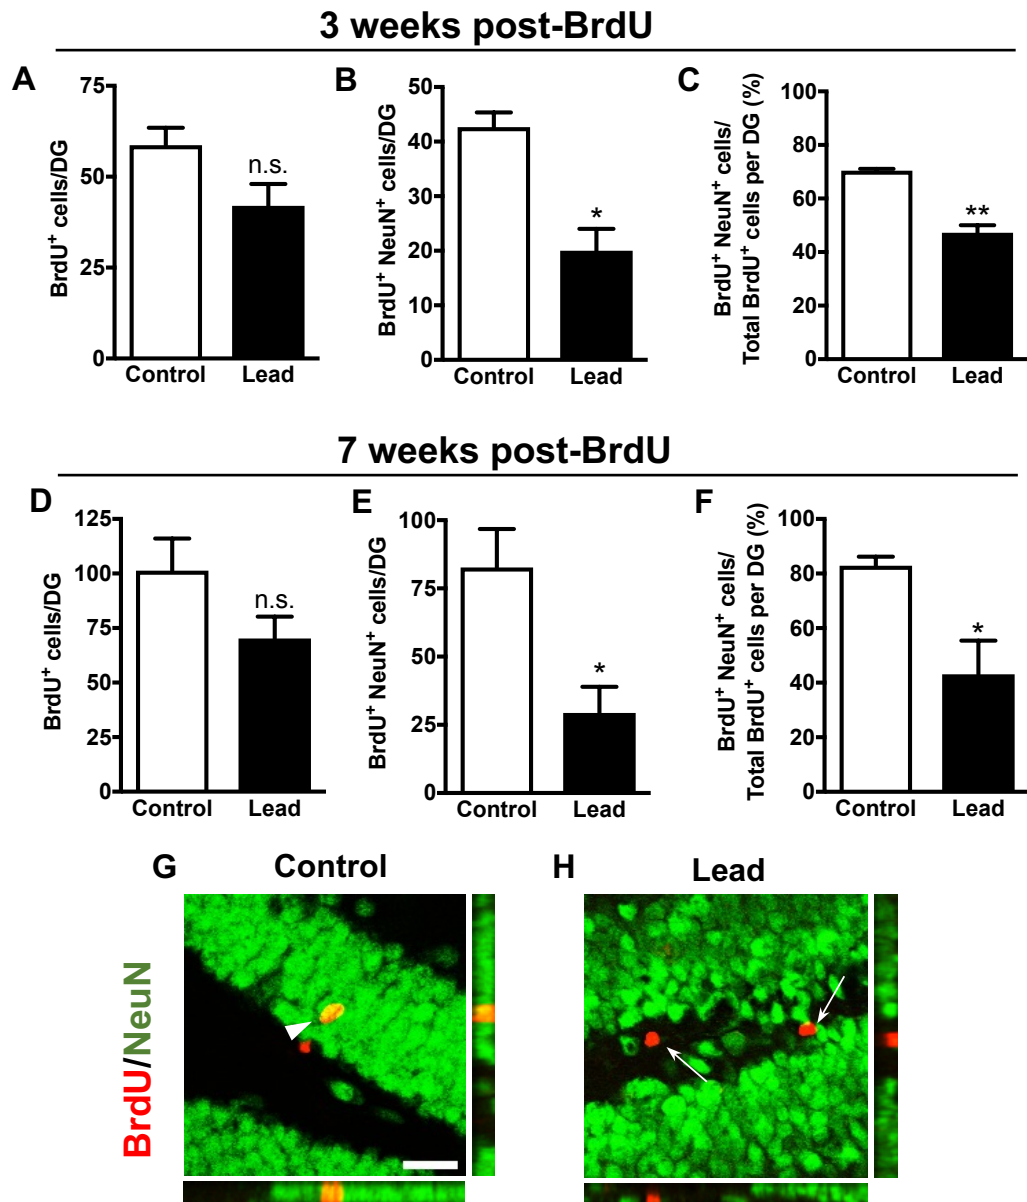 3 weeks post-BrdU
A
BrdU⁺ cells/DG
75
50
25
0
n.s.
Control Lead
B
BrdU⁺ NeuN⁺ cells/DG
50
40
30
20
10
0
*
Control Lead
C
BrdU⁺ NeuN⁺ cells/
Total BrdU⁺ cells per DG (%)
100
80
60
40
20
0
**
Control Lead
7 weeks post-BrdU
D
BrdU⁺ cells/DG
125
100
75
50
25
0
n.s.
Control Lead
E
BrdU⁺ NeuN⁺ cells/DG
100
75
50
25
0
*
Control Lead
F
BrdU⁺ NeuN⁺ cells/
Total BrdU⁺ cells per DG (%)
100
80
60
40
20
0
*
Control Lead
G Control
H Lead
BrdU/NeuN